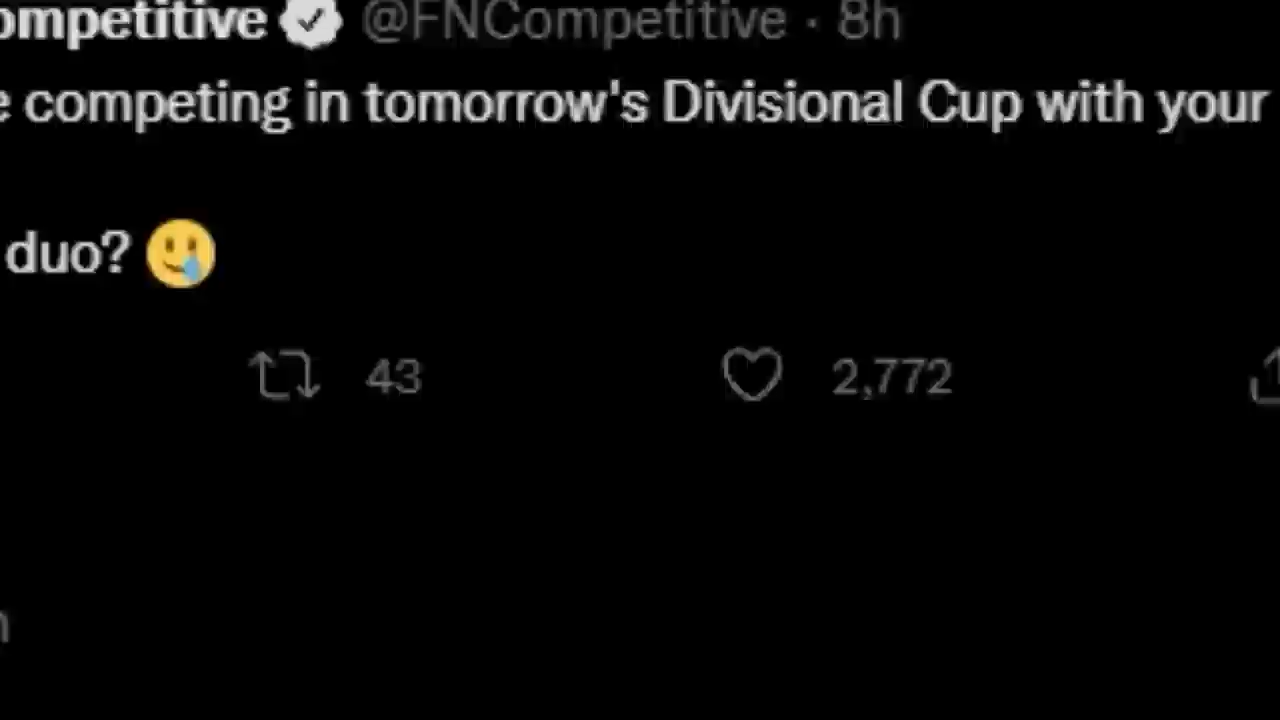 ompetitive @FNCompetitive · 8h
e competing in tomorrow's Divisional Cup with your
duo? 🥲
43 2,772